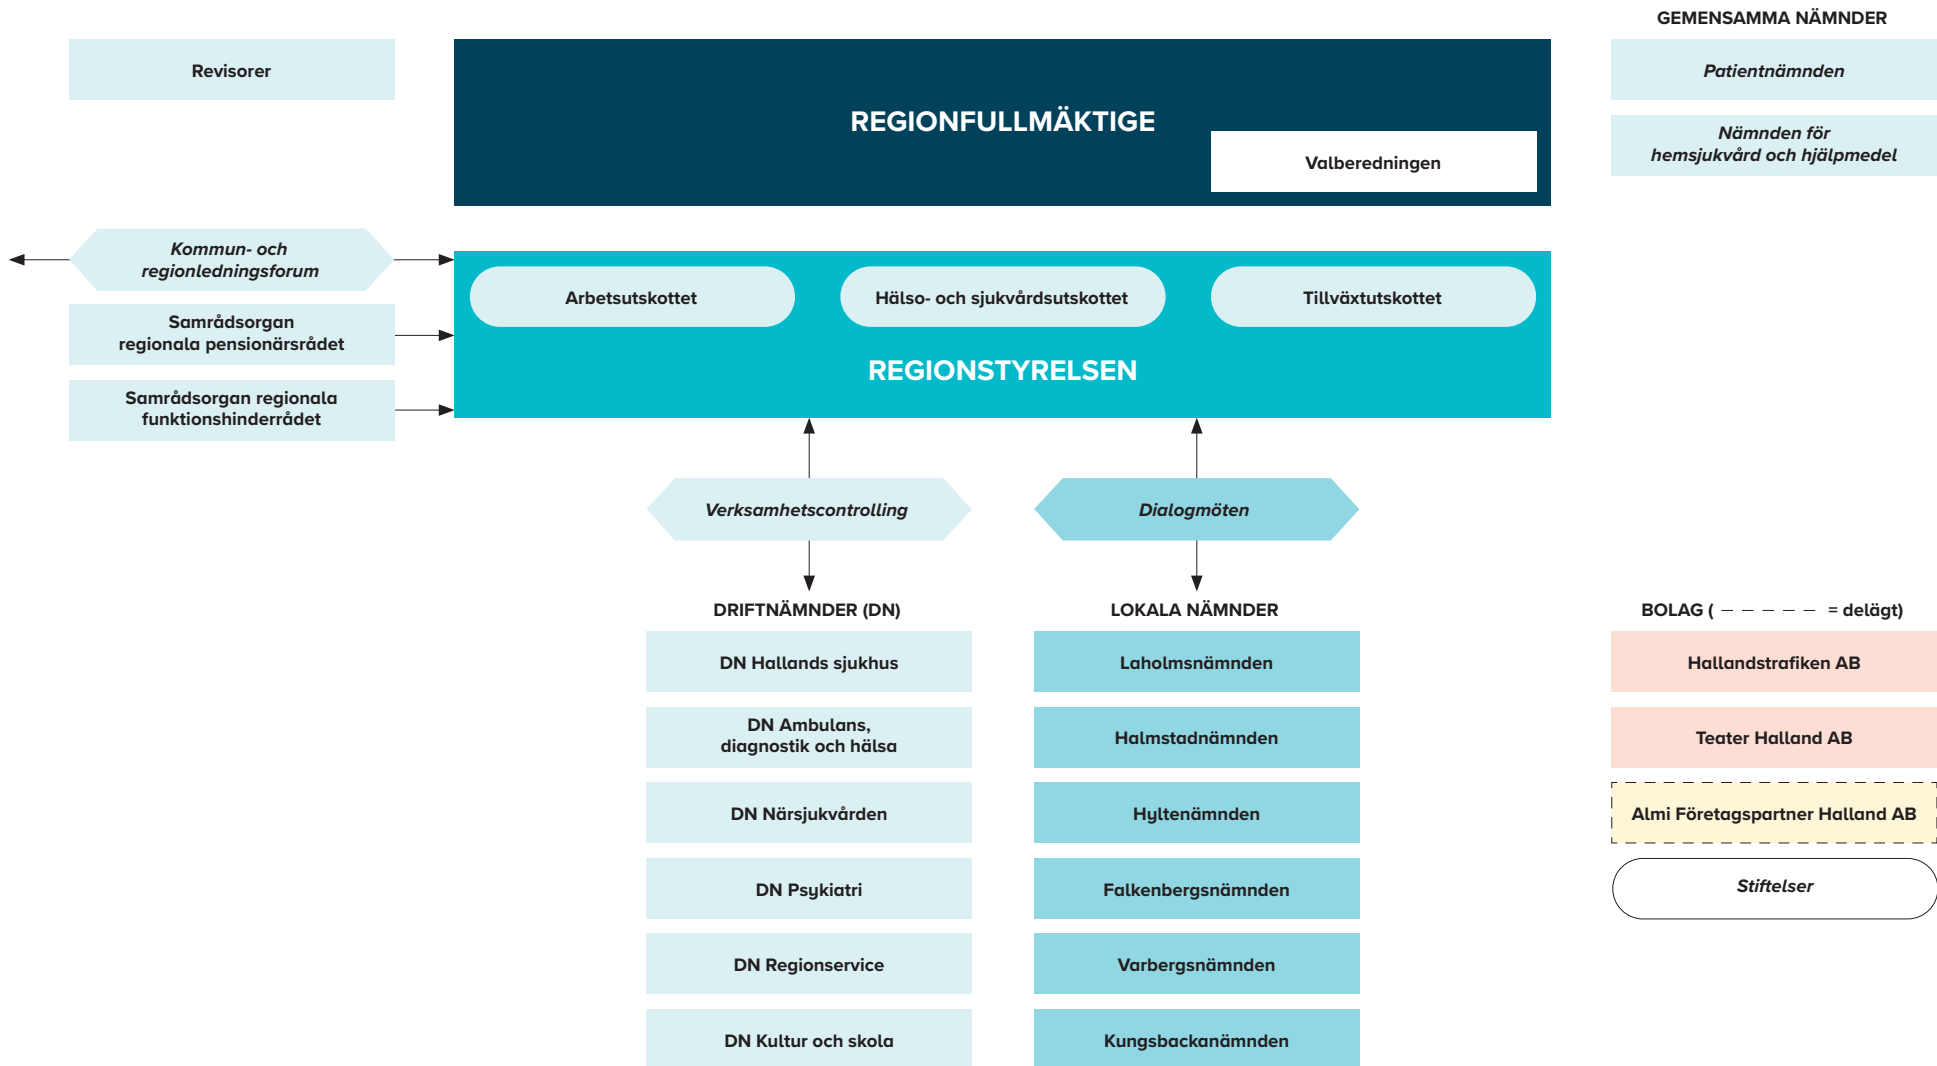 Revisorer
REGIONFULLMÄKTIGE
Valberedningen
GEMENSAMMA NÄMNDER
Patientnämnden
Nämnden för
hemsjukvård och hjälpmedel
Kommun- och
regionledningsforum
Samrådsorgan
regionala pensionärsrådet
Samrådsorgan regionala
funktionshinderrådet
Arbetsutskottet
Hälso- och sjukvårdsutskottet
Tillväxtutskottet
REGIONSTYRELSEN
Verksamhetscontrolling
Dialogmöten
DRIFTNÄMNDER (DN)
DN Hallands sjukhus
DN Ambulans,
diagnostik och hälsa
DN Närsjukvården
DN Psykiatri
DN Regionservice
DN Kultur och skola
LOKALA NÄMNDER
Laholmsnämnden
Halmstadnämnden
Hyltenämnden
Falkenbergsnämnden
Varbergsnämnden
Kungsbackanämnden
BOLAG ( – – – – – = delägt)
Hallandstrafiken AB
Teater Halland AB
Almi Företagspartner Halland AB
Stiftelser